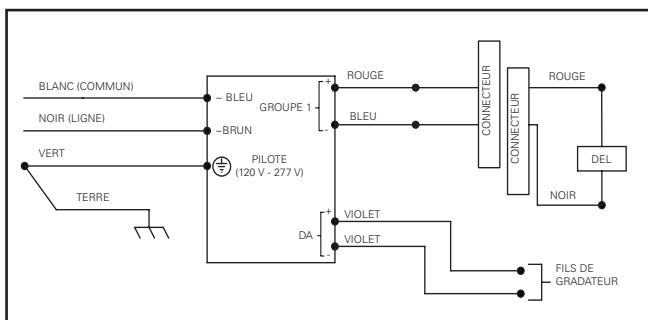 BLANC (COMMUN)
NOIR (LIGNE)
VERT
TERRE
~ BLEU
~BRUN
PILOTE
(120 V - 277 V)
GROUPE 1
+
-
DA
+
-
ROUGE
BLEU
VIOLET
VIOLET
CONNECTEUR
CONNECTEUR
ROUGE
DEL
NOIR
FILS DE
GRADATEUR